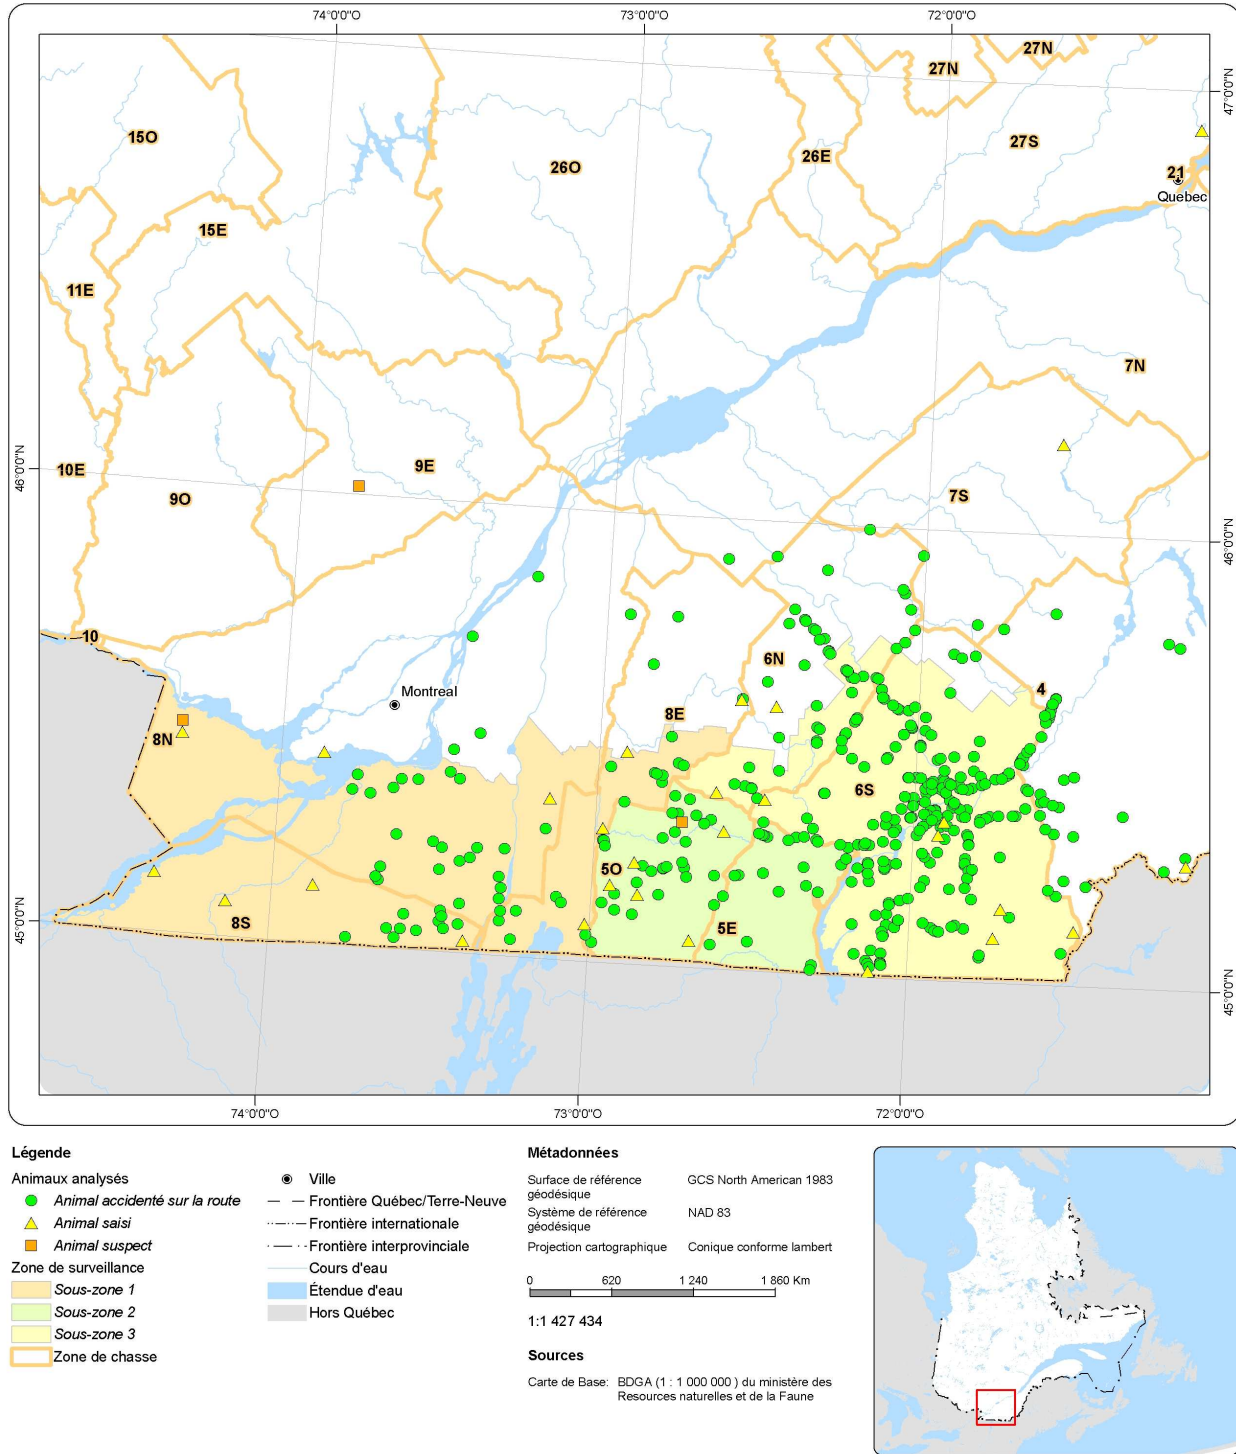 74°0'0"O
73°0'0"O
72°0'0"O
27N
27N
47°0'0"N
15O
26O
26E
27S
21
Quebec
15E
11E
7N
46°0'0"N
10E
9O
9E
7S
46°0'0"N
10
6N
Montreal
4
8E
8N
6S
5O
45°0'0"N
8S
5E
45°0'0"N
74°0'0"O
73°0'0"O
72°0'0"O
Légende
Animaux analysés
Animal accidenté sur la route
Animal saisi
Animal suspect
Zone de surveillance
Sous-zone 1
Sous-zone 2
Sous-zone 3
Zone de chasse
Ville
Frontière Québec/Terre-Neuve
Frontière internationale
Frontière interprovinciale
Cours d'eau
Étendue d'eau
Hors Québec
Métadonnées
Surface de référence géodésique GCS North American 1983
Système de référence géodésique NAD 83
Projection cartographique Conique conforme lambert
0 620 1 240 1 860 Km
1:1 427 434
Sources
Carte de Base: BDGA (1 : 1 000 000 ) du ministère des
Resources naturelles et de la Faune